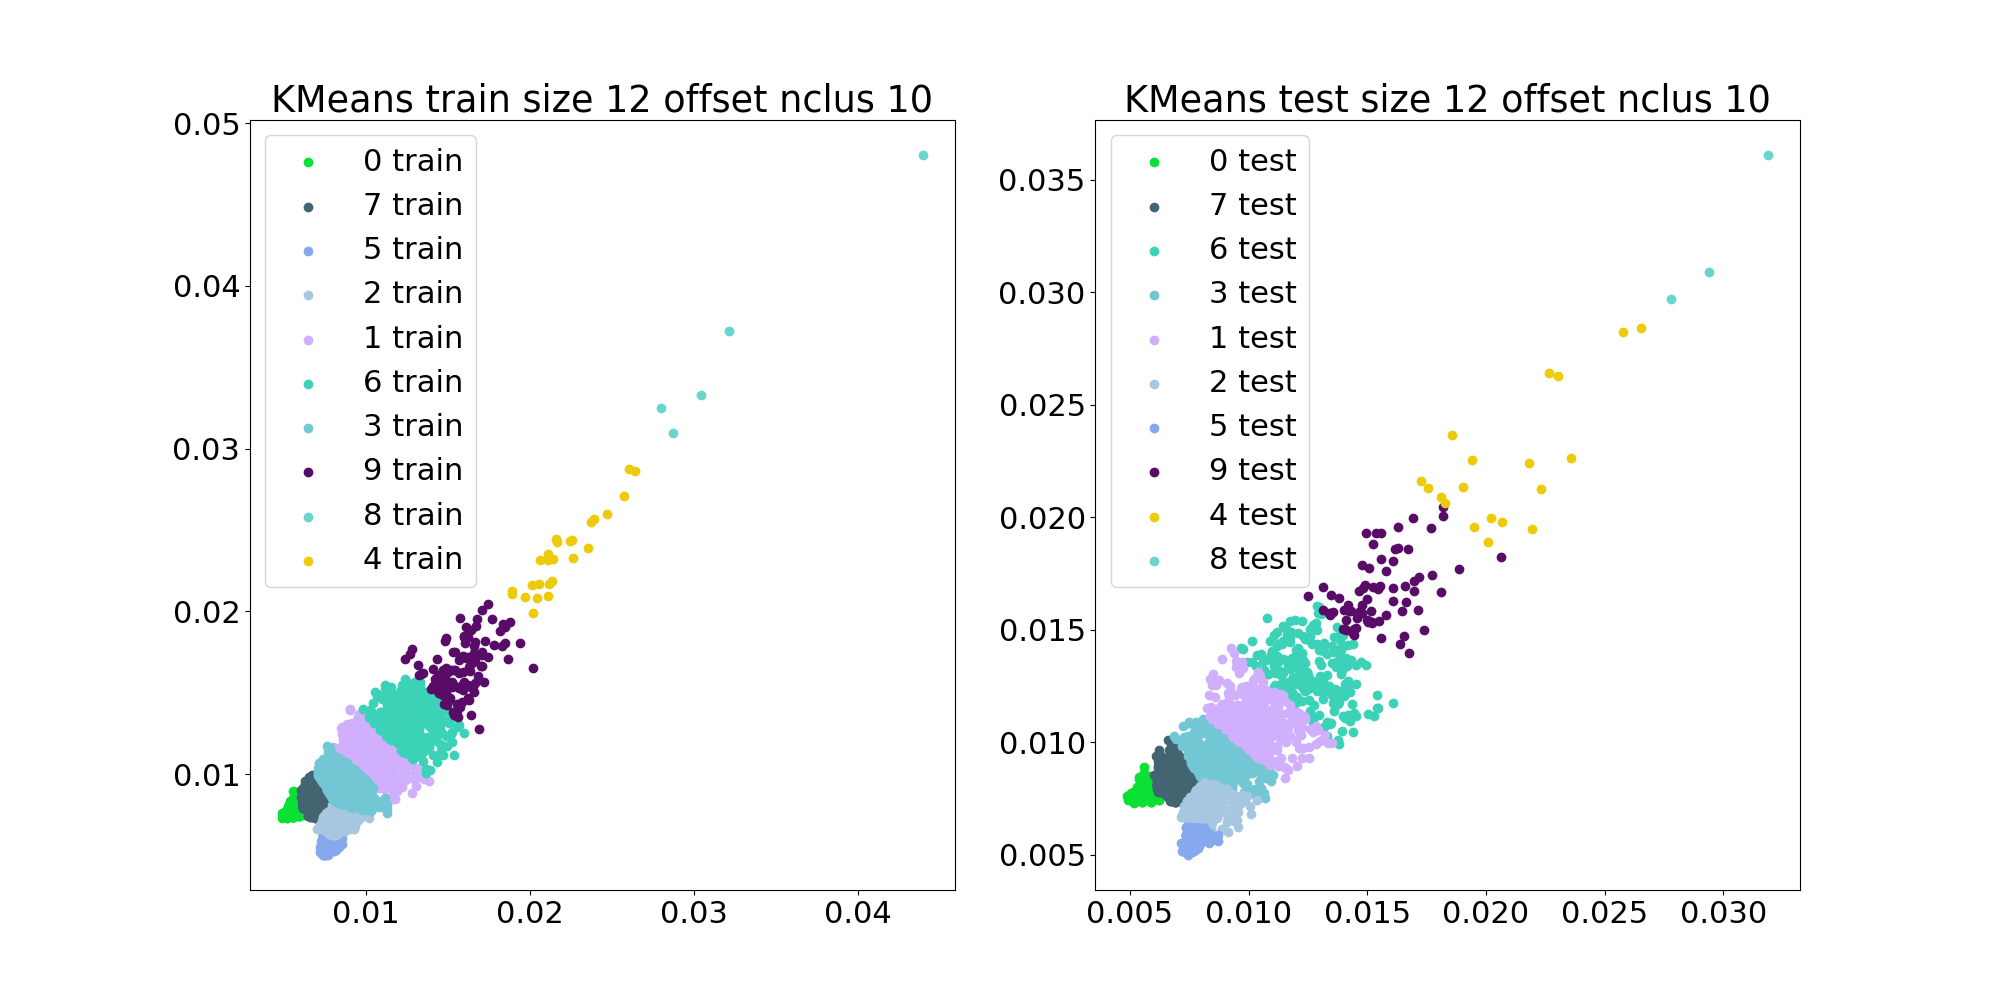 KMeans train size 12 offset nclus 10
0.05
0.04
0.03
0.02
0.01
0 train
7 train
5 train
2 train
1 train
6 train
3 train
9 train
8 train
4 train
0.01 0.02 0.03 0.04
KMeans test size 12 offset nclus 10
0.035
0.030
0.025
0.020
0.015
0.010
0.005
0 test
7 test
6 test
3 test
1 test
2 test
5 test
9 test
4 test
8 test
0.005 0.010 0.015 0.020 0.025 0.030